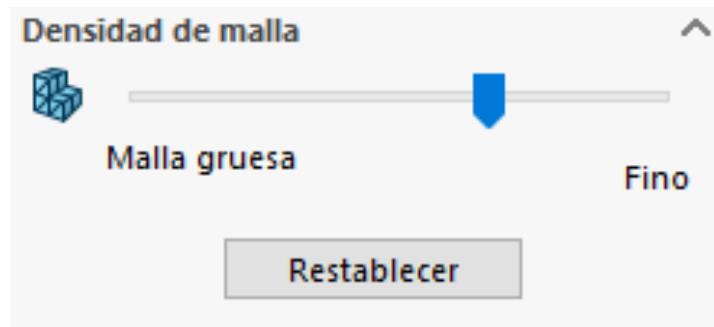 Densidad de malla
Malla gruesa
Fino
Restablecer